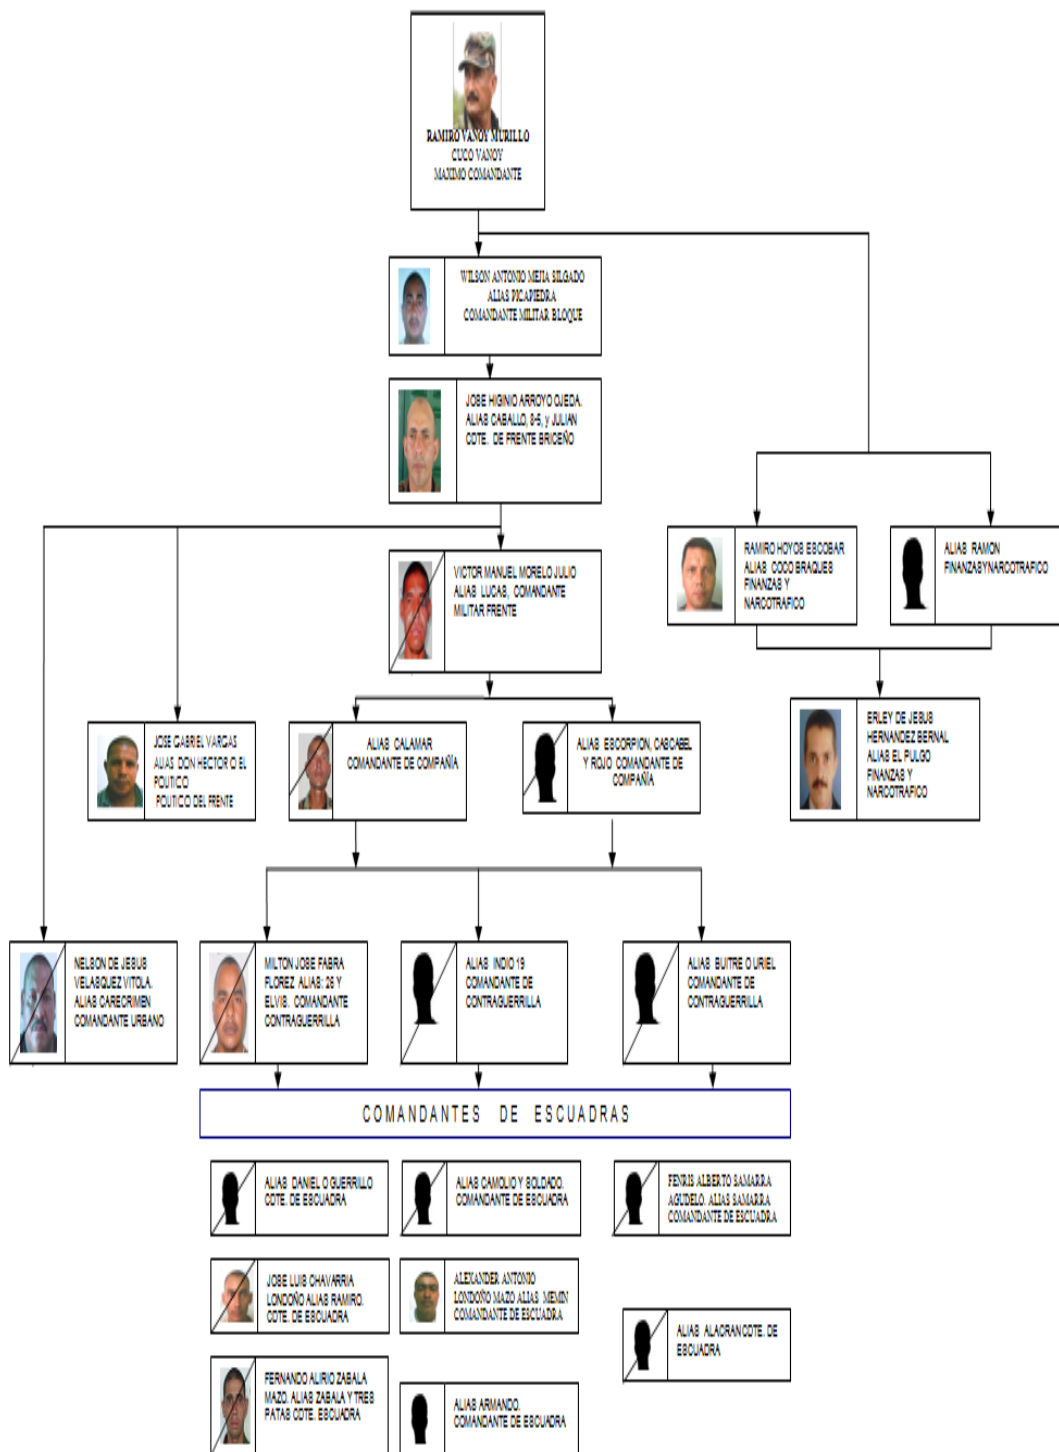 RAMIRO VANOY MURILLO
CUCO VANOY
MAXIMO COMANDANTE
WILSON ANTONIO MEJIA SILGADO
ALIAS PICAPIEDRA
COMANDANTE MILITAR BLOQUE
JOSE HIGINIO ARROYO OJEDA.
ALIAS CABALLO, 8-5, y JULIAN
CDTE. DE FRENTE BRICEÑO
VICTOR MANUEL MORELO JULIO
ALIAS LUCAS, COMANDANTE
MILITAR FRENTE
RAMIRO HOYOS ESCOBAR
ALIAS COCO BRAQUES
FINANZAS Y
NARCOTRAFICO
ALIAS RAMON
FINANZASYNARCOTRAFICO
JOSE GABRIEL VARGAS
ALIAS DON HECTOR O EL
POLITICO
POLITICO DEL FRENTE
ALIAS CALAMAR
COMANDANTE DE COMPAÑÍA
ALIAS ESCORPION, CASCABEL
Y ROJO COMANDANTE DE
COMPAÑÍA
ERLEY DE JESUS
HERNANDEZ BERNAL
ALIAS EL PULGO
FINANZAS Y
NARCOTRAFICO
NELSON DE JESUS
VELASQUEZ VITOLA.
ALIAS CARECRIMEN
COMANDANTE URBANO
MILTON JOSE FABRA
FLOREZ ALIAS: 28 Y
ELVIS. COMANDANTE
CONTRAGUERRILLA
ALIAS INDIO 19
COMANDANTE DE
CONTRAGUERRILLA
ALIAS BUITRE O URIEL
COMANDANTE DE
CONTRAGUERRILLA
COMANDANTES DE ESCUADRAS
ALIAS DANIEL O GUERRILLO
CDTE. DE ESCUADRA
ALIAS CAMOLIO Y SOLDADO.
COMANDANTE DE ESCUADRA
FENRIS ALBERTO SAMARRA
AGUDELO. ALIAS SAMARRA
COMANDANTE DE ESCUADRA
JOSE LUIS CHAVARRIA
LONDOÑO ALIAS RAMIRO.
CDTE. DE ESCUADRA
ALEXANDER ANTONIO
LONDOÑO MAZO ALIAS MEMIN
COMANDANTE DE ESCUADRA
ALIAS ALACRAN CDTE. DE
ESCUADRA
FERNANDO ALIRIO ZABALA
MAZO. ALIAS ZABALA Y TRES
PATAS CDTE. ESCUADRA
ALIAS ARMANDO.
COMANDANTE DE ESCUADRA